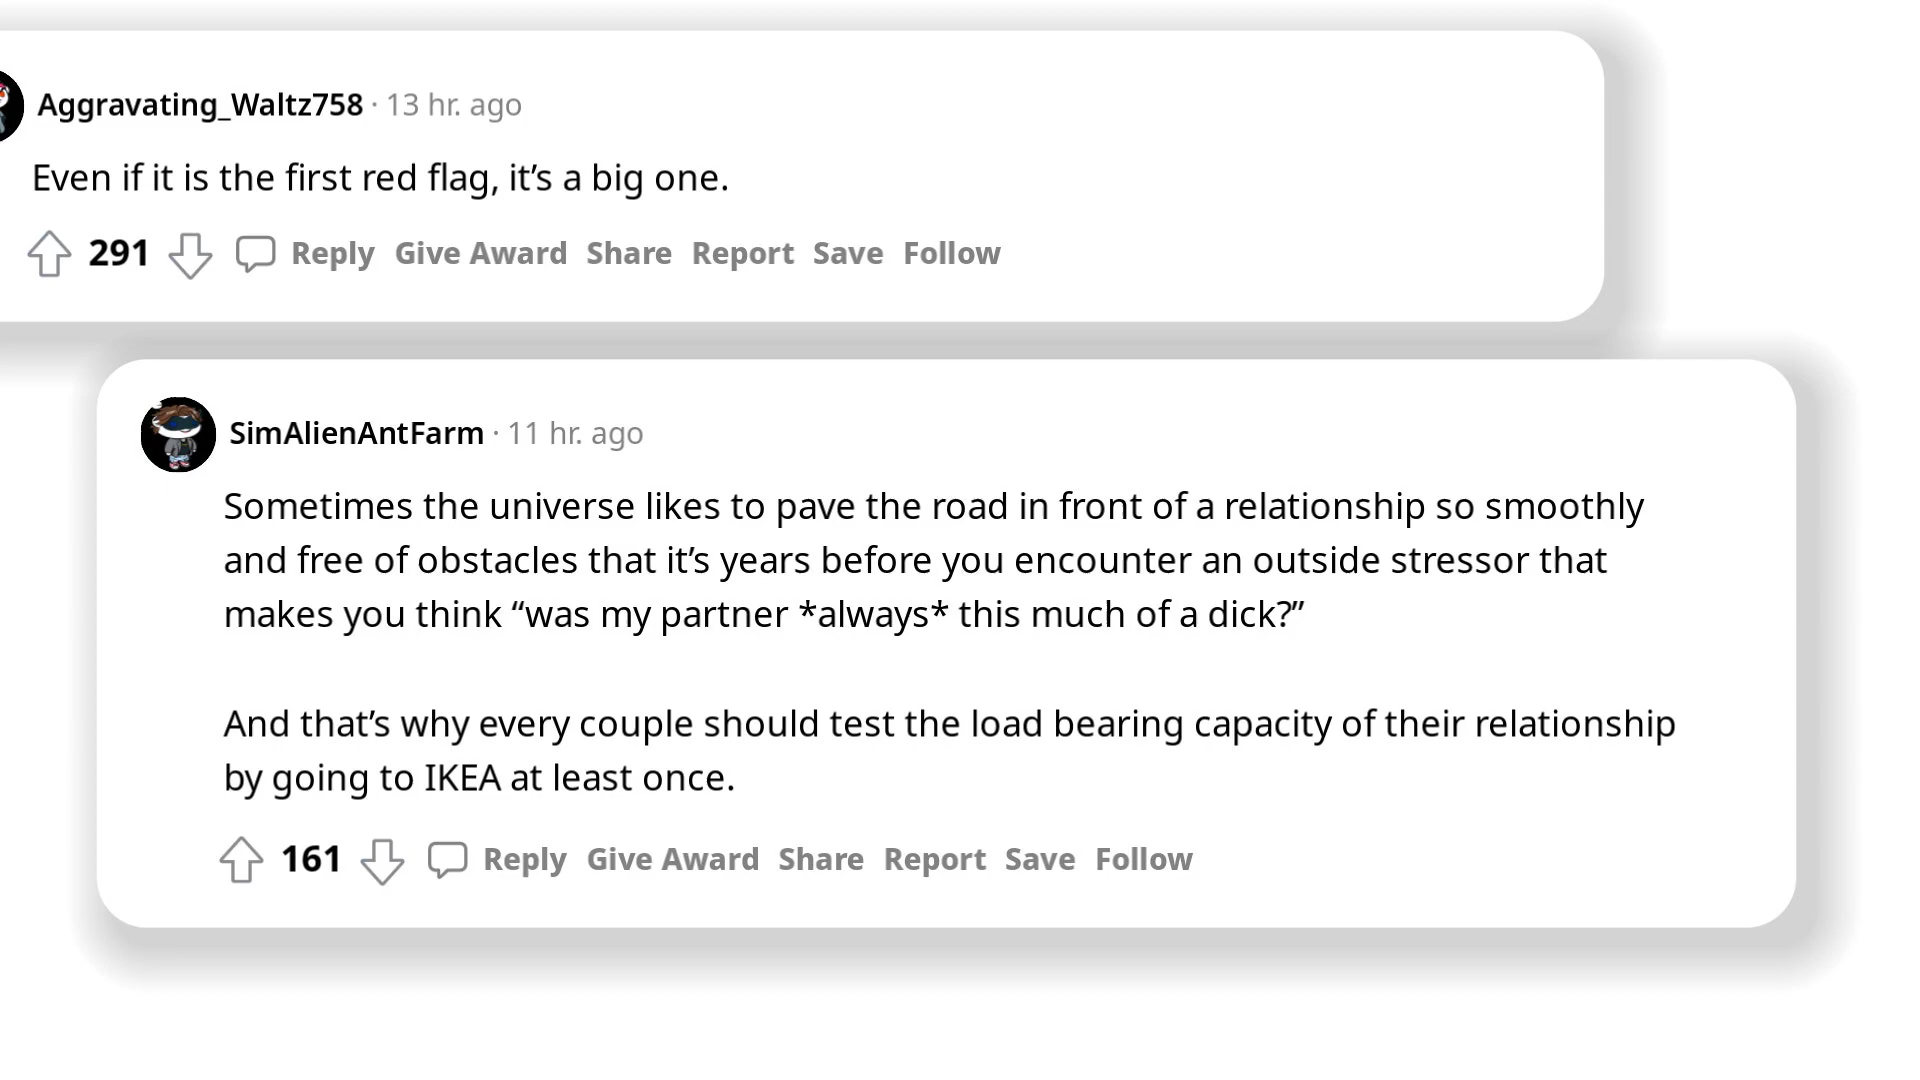 Aggravating_Waltz758 · 13 hr. ago
Even if it is the first red flag, it’s a big one.
291 Reply Give Award Share Report Save Follow
SimAlienAntFarm · 11 hr. ago
Sometimes the universe likes to pave the road in front of a relationship so smoothly
and free of obstacles that it’s years before you encounter an outside stressor that
makes you think “was my partner *always* this much of a dick?”
And that’s why every couple should test the load bearing capacity of their relationship
by going to IKEA at least once.
161 Reply Give Award Share Report Save Follow